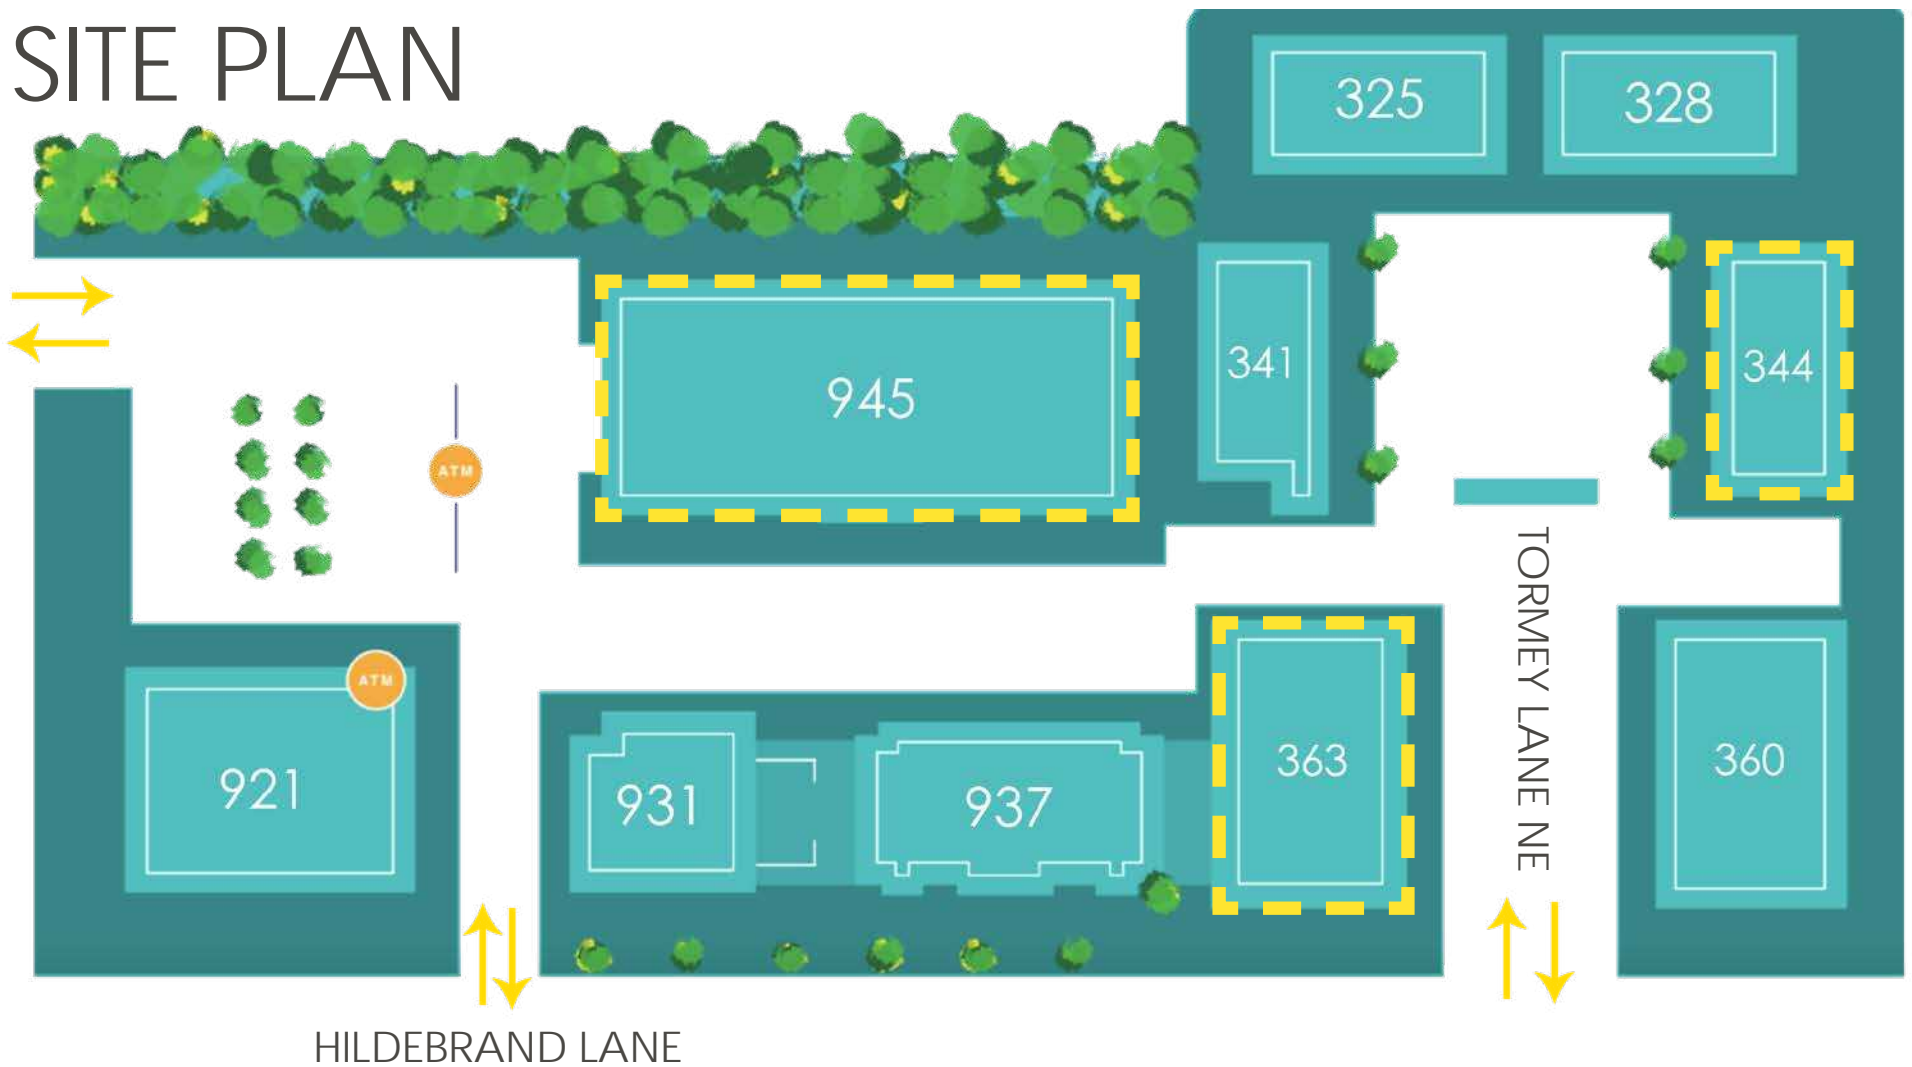 SITE PLAN
325
328
341
344
945
ATM
TORMEY LANE NE
ATM
921
931
937
363
360
HILDEBRAND LANE